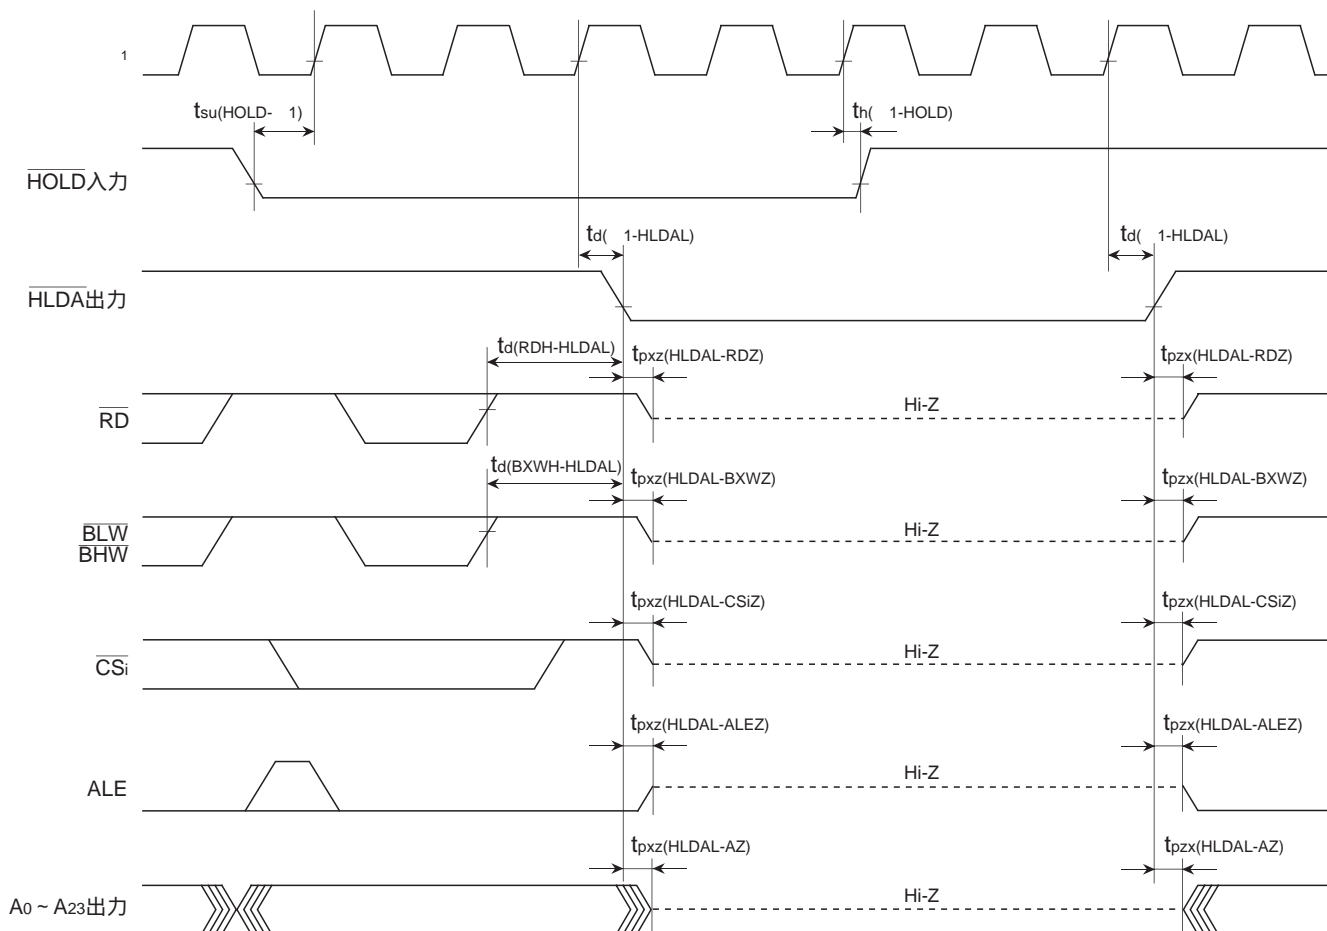 1
tsu(HOLD- 1)
th( 1-HOLD)
HOLD入力
td( 1-HLDAL)
td( 1-HLDAL)
HLDA出力
td(RDH-HLDAL)
tpxz(HLDAL-RDZ)
tpzx(HLDAL-RDZ)
RD
Hi-Z
td(BXWH-HLDAL)
tpxz(HLDAL-BXWZ)
tpzx(HLDAL-BXWZ)
BLW
BHW
Hi-Z
tpxz(HLDAL-CSiZ)
tpzx(HLDAL-CSiZ)
CSi
Hi-Z
tpxz(HLDAL-ALEZ)
tpzx(HLDAL-ALEZ)
ALE
Hi-Z
tpxz(HLDAL-AZ)
tpzx(HLDAL-AZ)
A0 ~ A23出力
Hi-Z